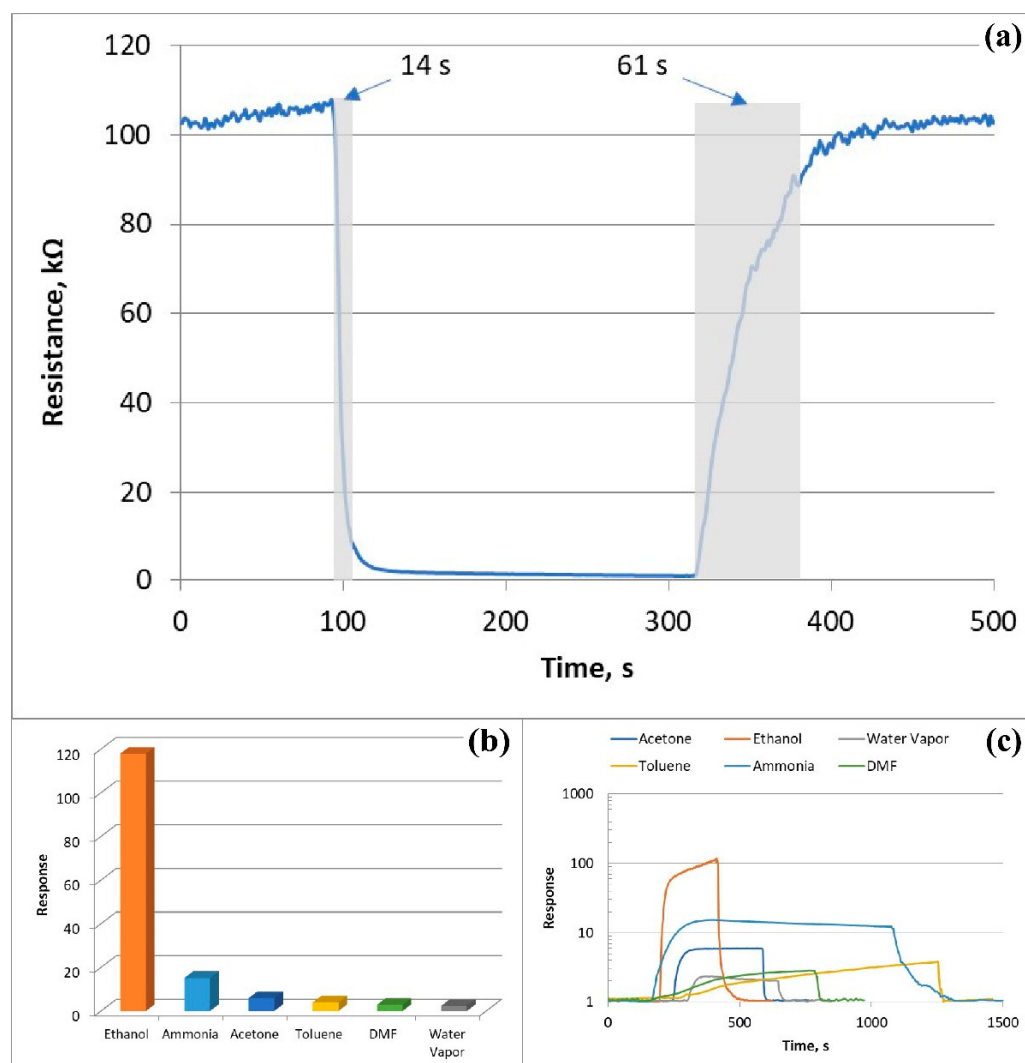 (a)
14 s
61 s
120
100
80
60
40
20
0
Resistance, kΩ
0 100 200 300 400 500
Time, s
(b)
120
100
80
60
40
20
0
Response
Ethanol Ammonia Acetone Toluene DMF Water
Vapor
(c)
Acetone Ethanol Water Vapor
Toluene Ammonia DMF
1000
100
10
1
Response
0 500 1000 1500
Time, s